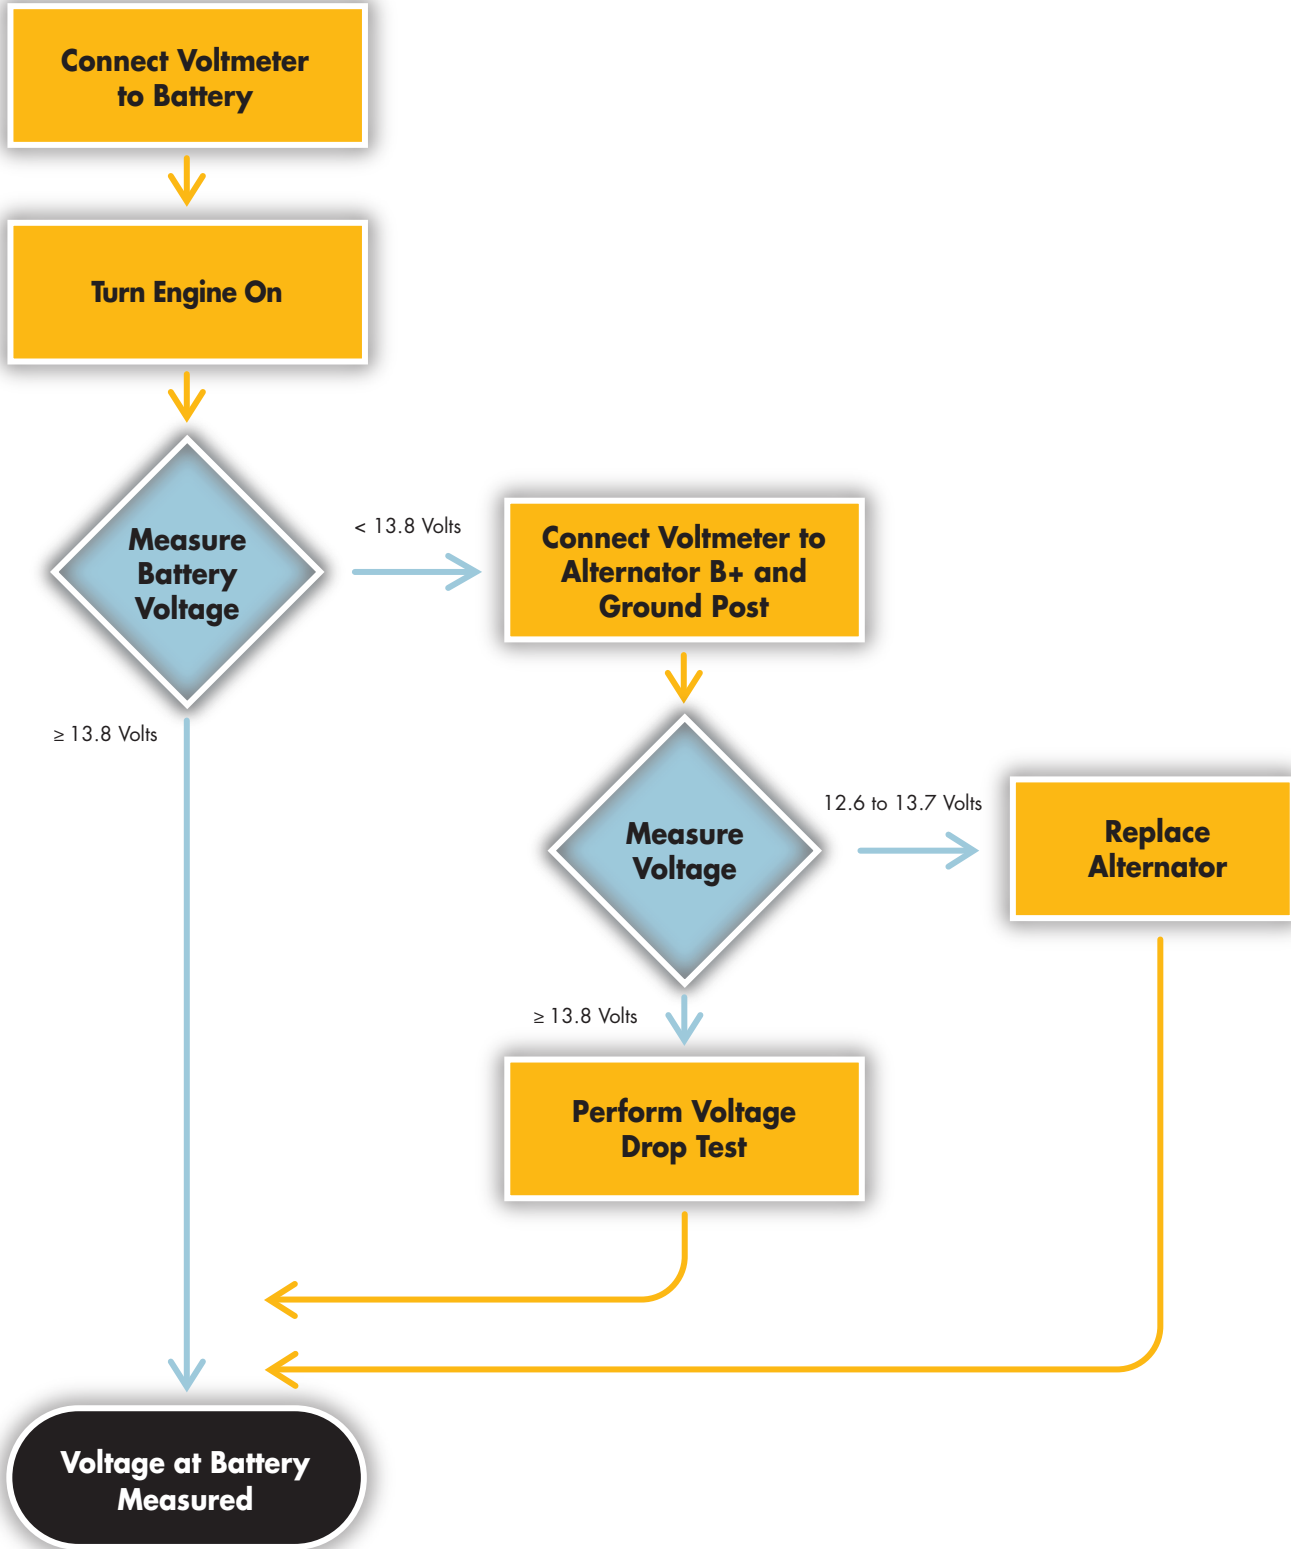 Connect Voltmeter
to Battery
Turn Engine On
Measure
Battery
Voltage
< 13.8 Volts
Connect Voltmeter to
Alternator B+ and
Ground Post
≥ 13.8 Volts
Measure
Voltage
12.6 to 13.7 Volts
Replace
Alternator
≥ 13.8 Volts
Perform Voltage
Drop Test
Voltage at Battery
Measured